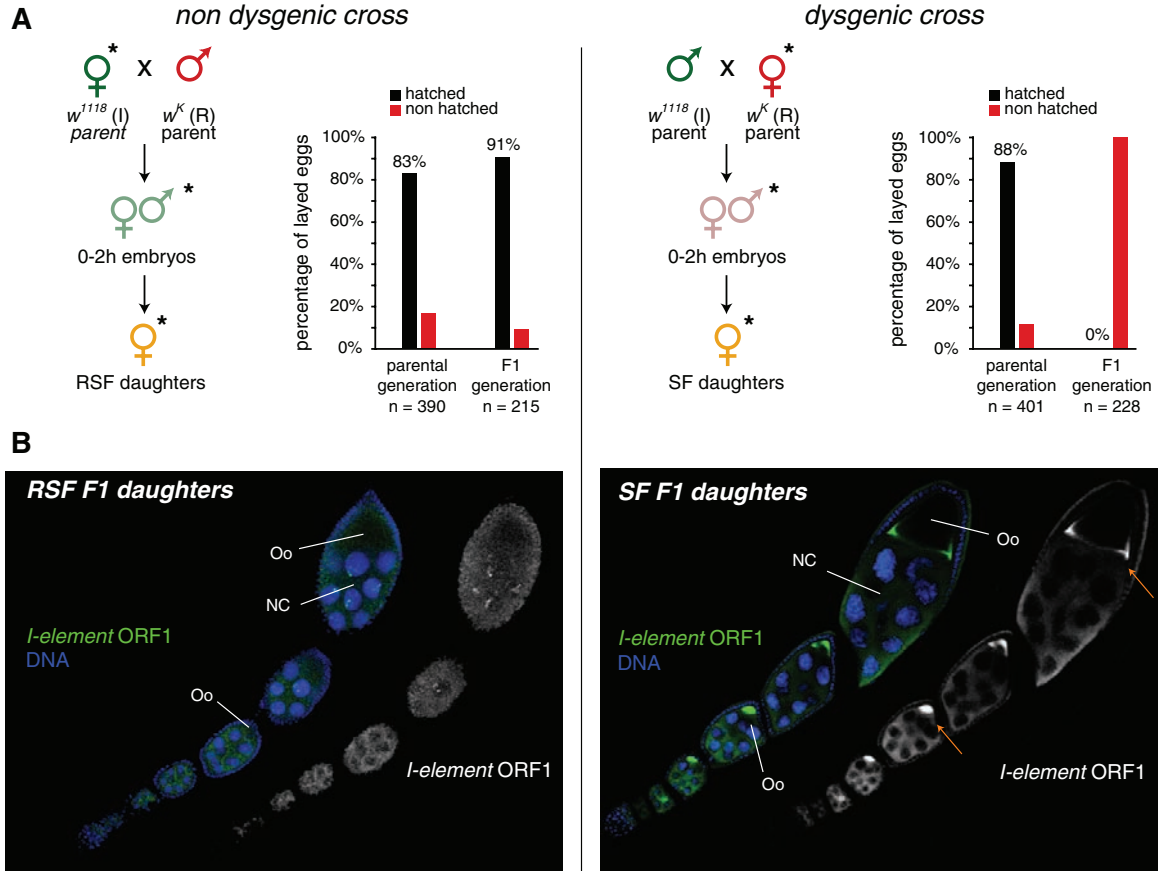 A
non dysgenic cross
* X
w1118 (I) wK (R)
parent parent
*
0-2h embryos
*
RSF daughters
hatched
non hatched
percentage of layed eggs
100%
80%
60%
40%
20%
0%
83%
91%
parental generation n = 390
F1 generation n = 215
dysgenic cross
X *
w1118 (I) wK (R)
parent parent
*
0-2h embryos
*
SF daughters
hatched
non hatched
percentage of layed eggs
100%
80%
60%
40%
20%
0%
88%
0%
parental generation n = 401
F1 generation n = 228
B
RSF F1 daughters
Oo
NC
I-element ORF1
DNA
Oo
I-element ORF1
SF F1 daughters
Oo
NC
I-element ORF1
DNA
Oo
I-element ORF1